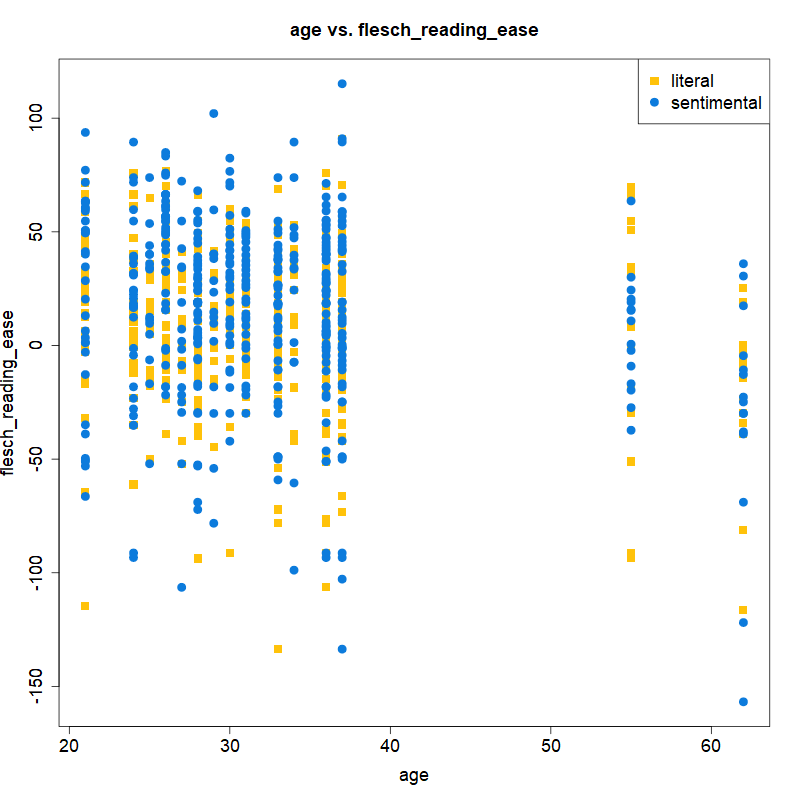 age vs. flesch_reading_ease
literal
sentimental
100
50
0
-50
-100
-150
flesch_reading_ease
20 30 40 50 60
age